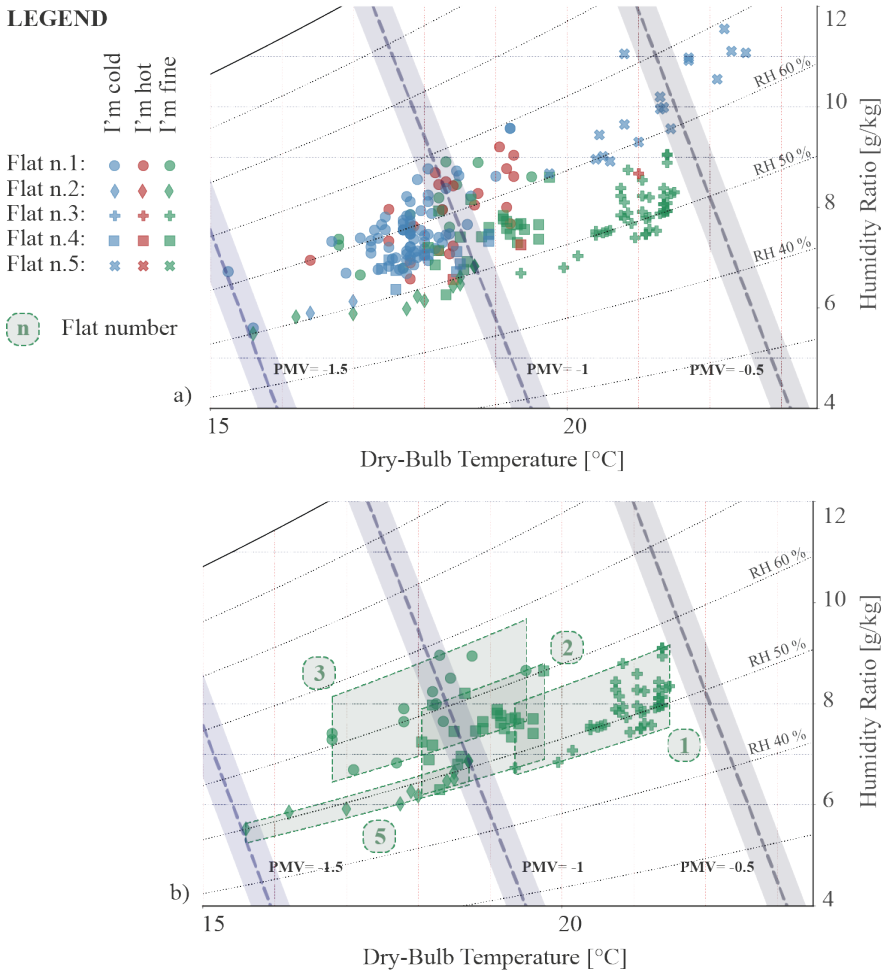 LEGEND
I'm cold
I'm hot
I'm fine
Flat n.1:
Flat n.2:
Flat n.3:
Flat n.4:
Flat n.5:
n Flat number
12
10
8
6
4
Humidity Ratio [g/kg]
RH 60 %
RH 50 %
RH 40 %
PMV= -1.5
PMV= -1
PMV= -0.5
a)
15
20
Dry-Bulb Temperature [°C]
12
10
8
6
4
Humidity Ratio [g/kg]
RH 60 %
RH 50 %
RH 40 %
3
2
1
5
PMV= -1.5
PMV= -1
PMV= -0.5
b)
15
20
Dry-Bulb Temperature [°C]